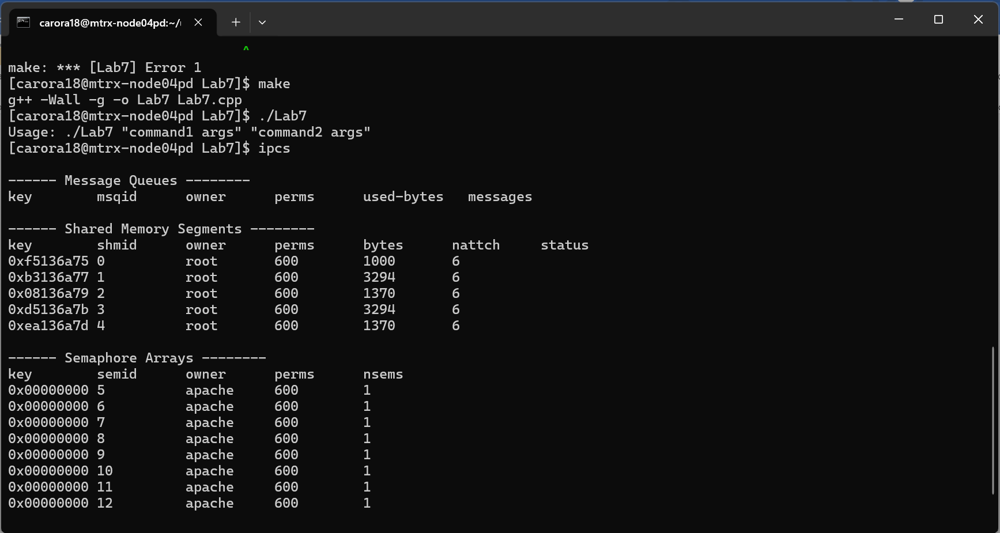 carora18@mtrx-node04pd:~/
^
make: *** [Lab7] Error 1
[carora18@mtrx-node04pd Lab7]$ make
g++ -Wall -g -o Lab7 Lab7.cpp
[carora18@mtrx-node04pd Lab7]$ ./Lab7
Usage: ./Lab7 "command1 args" "command2 args"
[carora18@mtrx-node04pd Lab7]$ ipcs
------ Message Queues --------
key        msqid      owner      perms      used-bytes   messages
------ Shared Memory Segments --------
key        shmid      owner      perms      bytes      nattch     status
0xf5136a75 0          root       600        1000       6
0xb3136a77 1          root       600        3294       6
0x08136a79 2          root       600        1370       6
0xd5136a7b 3          root       600        3294       6
0xea136a7d 4          root       600        1370       6
------ Semaphore Arrays --------
key        semid      owner      perms      nsems
0x00000000 5          apache     600        1
0x00000000 6          apache     600        1
0x00000000 7          apache     600        1
0x00000000 8          apache     600        1
0x00000000 9          apache     600        1
0x00000000 10         apache     600        1
0x00000000 11         apache     600        1
0x00000000 12         apache     600        1